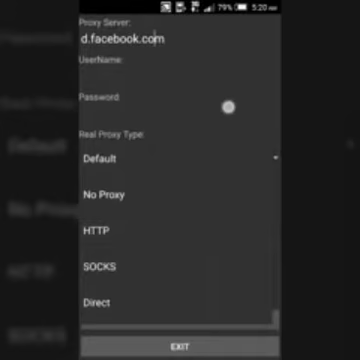 79% 5:20 AM
Proxy Server:
d.facebook.com
UserName:
Password:
Real Proxy Type:
Default
No Proxy
HTTP
SOCKS
Direct
EXIT